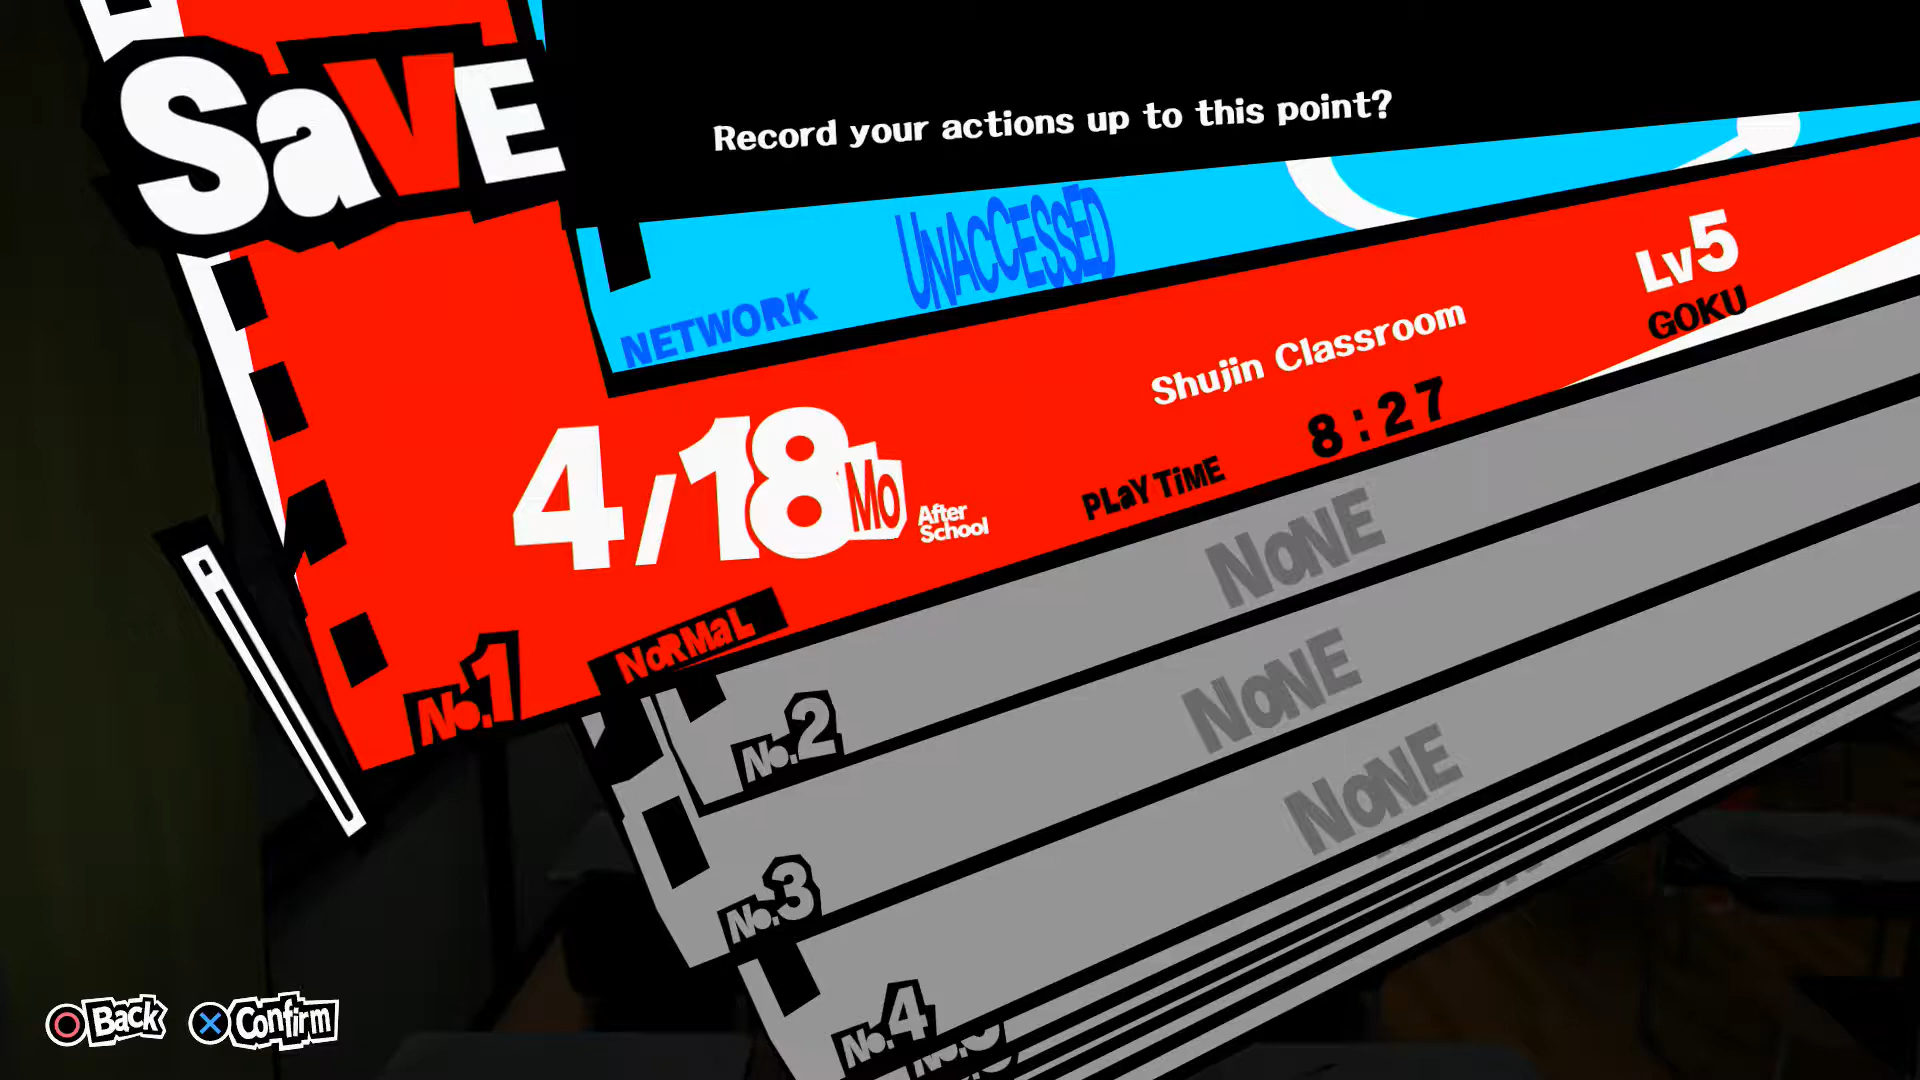 SaVE
Record your actions up to this point?
NETWORK
UNACCESSED
Lv5
GOKU
Shujin Classroom
4/18 Mo
After
School
PLaY TiME
8:27
NoRMaL
No.1
NoNE
No.2
NoNE
No.3
NoNE
No.4
Back
Confirm